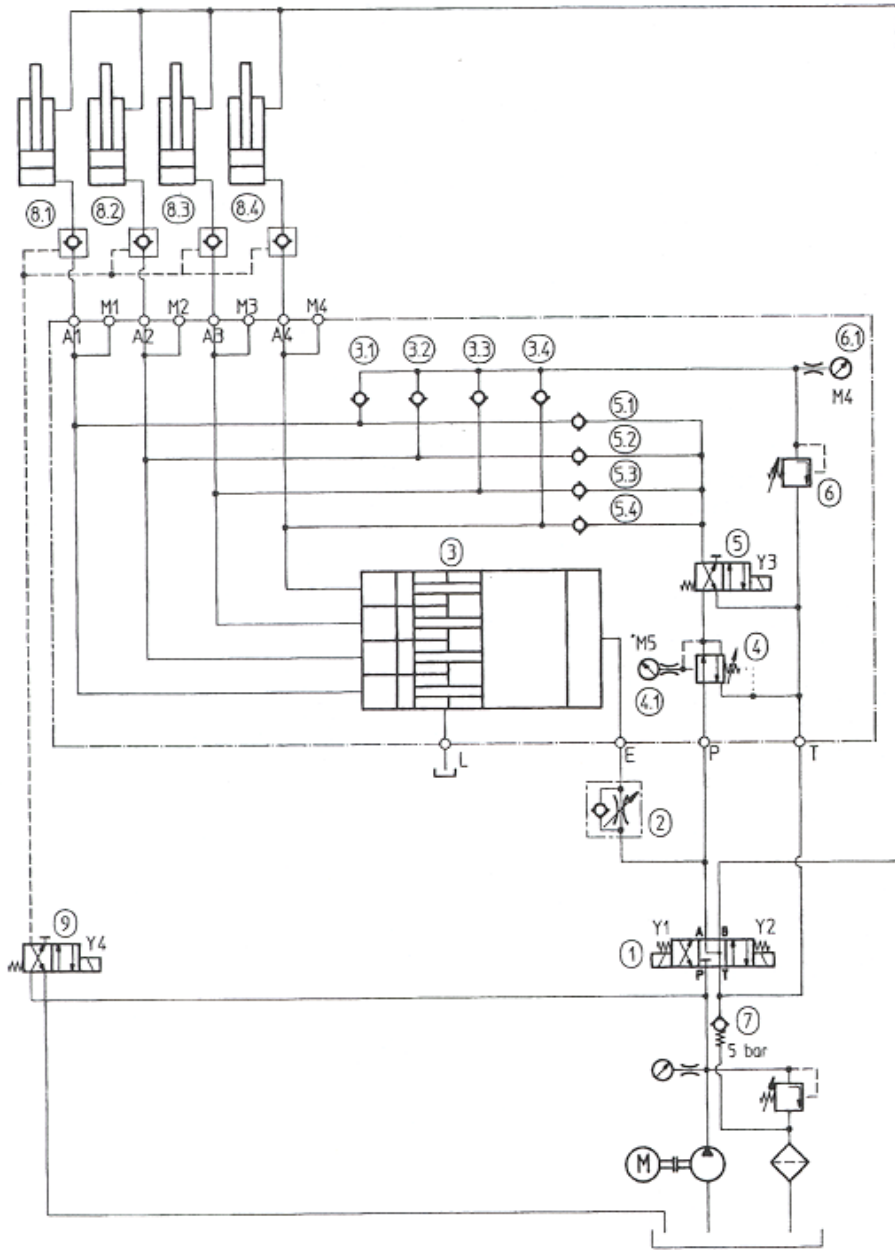 8.1 8.2 8.3 8.4
A1 M1 A2 M2 A3 M3 A4 M4
3.1 3.2 3.3 3.4 6.1
M4
5.1
5.2
5.3 6
5.4
3 5 Y3
*M5 4
4.1
L E P T
2
9 Y4
Y1 A B Y2
1
P T
7
5 bar
M